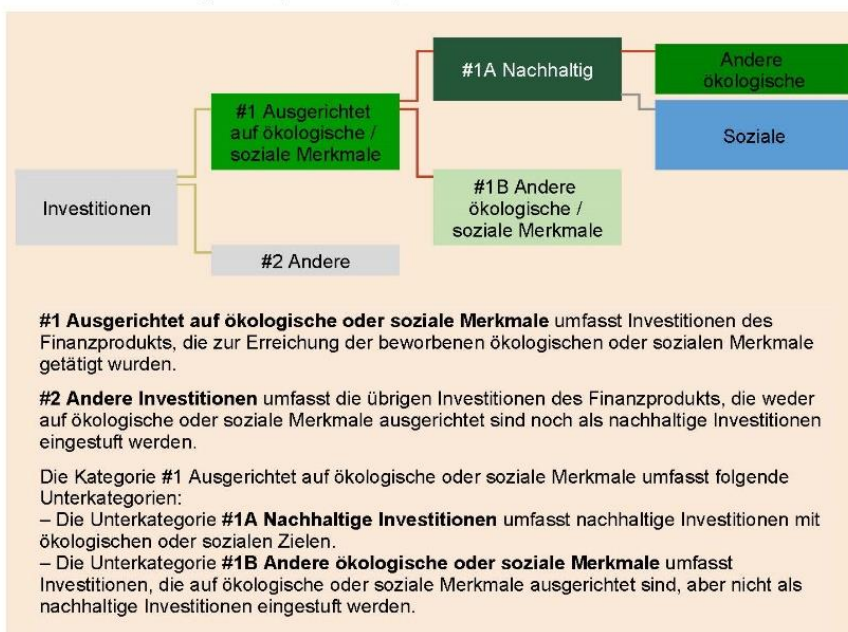 #1A Nachhaltig
Andere
ökologische
#1 Ausgerichtet
auf ökologische /
soziale Merkmale
Soziale
Investitionen
#1B Andere
ökologische /
soziale Merkmale
#2 Andere
#1 Ausgerichtet auf ökologische oder soziale Merkmale umfasst Investitionen des
Finanzprodukts, die zur Erreichung der beworbenen ökologischen oder sozialen Merkmale
getätigt wurden.
#2 Andere Investitionen umfasst die übrigen Investitionen des Finanzprodukts, die weder
auf ökologische oder soziale Merkmale ausgerichtet sind noch als nachhaltige Investitionen
eingestuft werden.
Die Kategorie #1 Ausgerichtet auf ökologische oder soziale Merkmale umfasst folgende
Unterkategorien:
– Die Unterkategorie #1A Nachhaltige Investitionen umfasst nachhaltige Investitionen mit
ökologischen oder sozialen Zielen.
– Die Unterkategorie #1B Andere ökologische oder soziale Merkmale umfasst
Investitionen, die auf ökologische oder soziale Merkmale ausgerichtet sind, aber nicht als
nachhaltige Investitionen eingestuft werden.